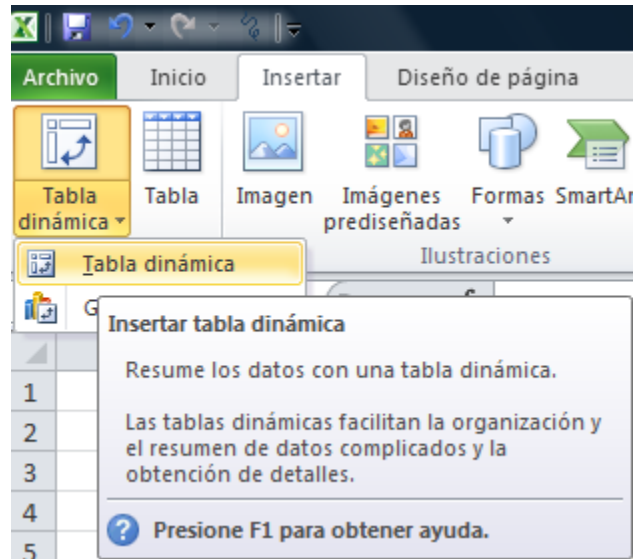 Archivo Inicio Insertar Diseño de página
Tabla dinámica Tabla Imagen Imágenes prediseñadas Formas SmartAr
Ilustraciones
Tabla dinámica
G
Insertar tabla dinámica
Resume los datos con una tabla dinámica.
1
Las tablas dinámicas facilitan la organización y
2
el resumen de datos complicados y la
3
obtención de detalles.
4
Presione F1 para obtener ayuda.
5